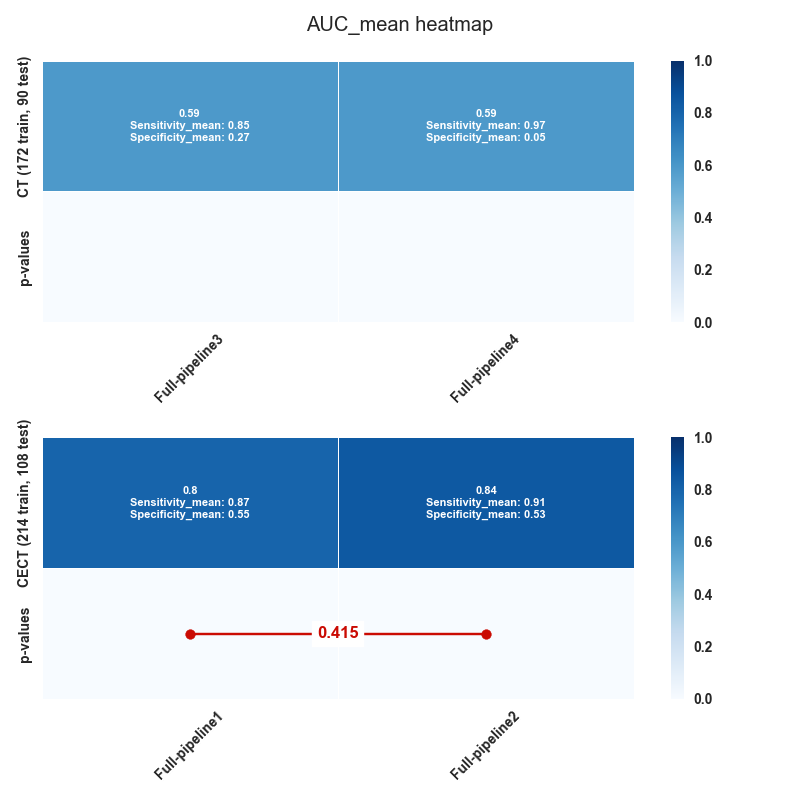 AUC_mean heatmap
CT (172 train, 90 test)
0.59
Sensitivity_mean: 0.85
Specificity_mean: 0.27
0.59
Sensitivity_mean: 0.97
Specificity_mean: 0.05
p-values
1.0
0.8
0.6
0.4
0.2
0.0
Full-pipeline3
Full-pipeline4
CECT (214 train, 108 test)
0.8
Sensitivity_mean: 0.87
Specificity_mean: 0.55
0.84
Sensitivity_mean: 0.91
Specificity_mean: 0.53
p-values
0.415
1.0
0.8
0.6
0.4
0.2
0.0
Full-pipeline1
Full-pipeline2